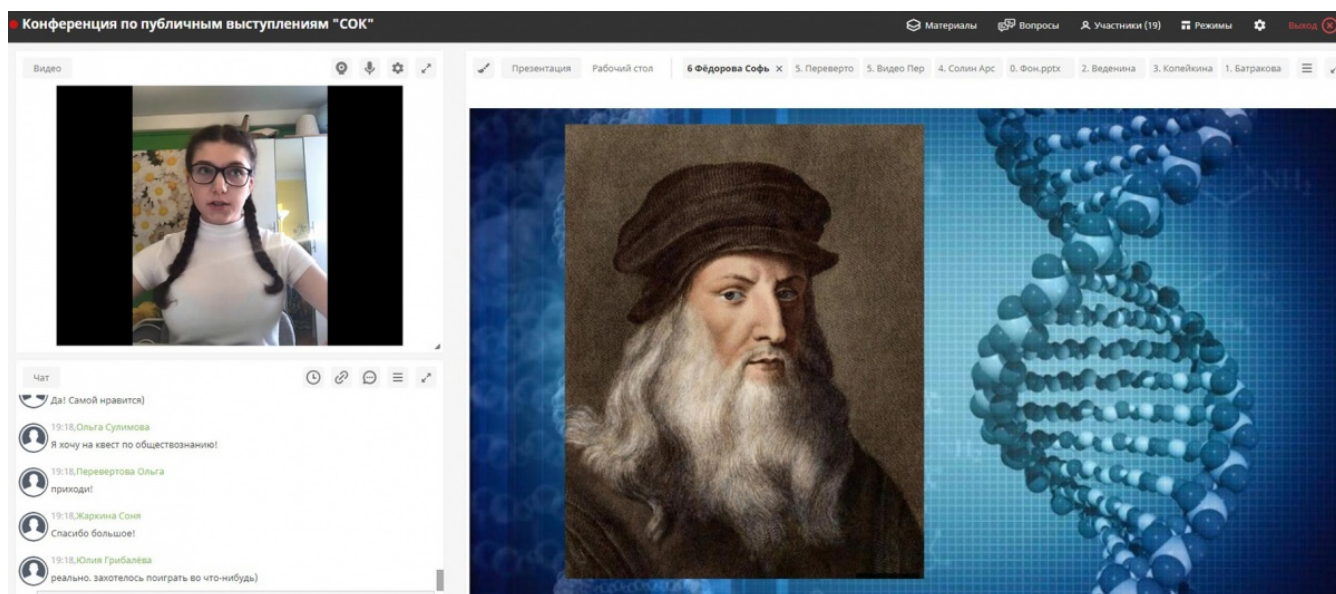 Конференция по публичным выступлениям "СОК"
Материалы Вопросы Участники (19) Режимы Выход
Видео
Презентация Рабочий стол 6 Фёдорова Софь × 5. Переверто 5. Видео Пер 4. Солин Арс 0. Фон.pptx 2. Веденина 3. Копейкина 1. Батракова
Чат
Да! Самой нравится)
19:18,Ольга Сулимова
Я хочу на квест по обществознанию!
19:18,Перевертова Ольга
приходи!
19:18,Жаркина Соня
Спасибо большое!
19:18,Юлия Грибалёва
реально. захотелось поиграть во что-нибудь)